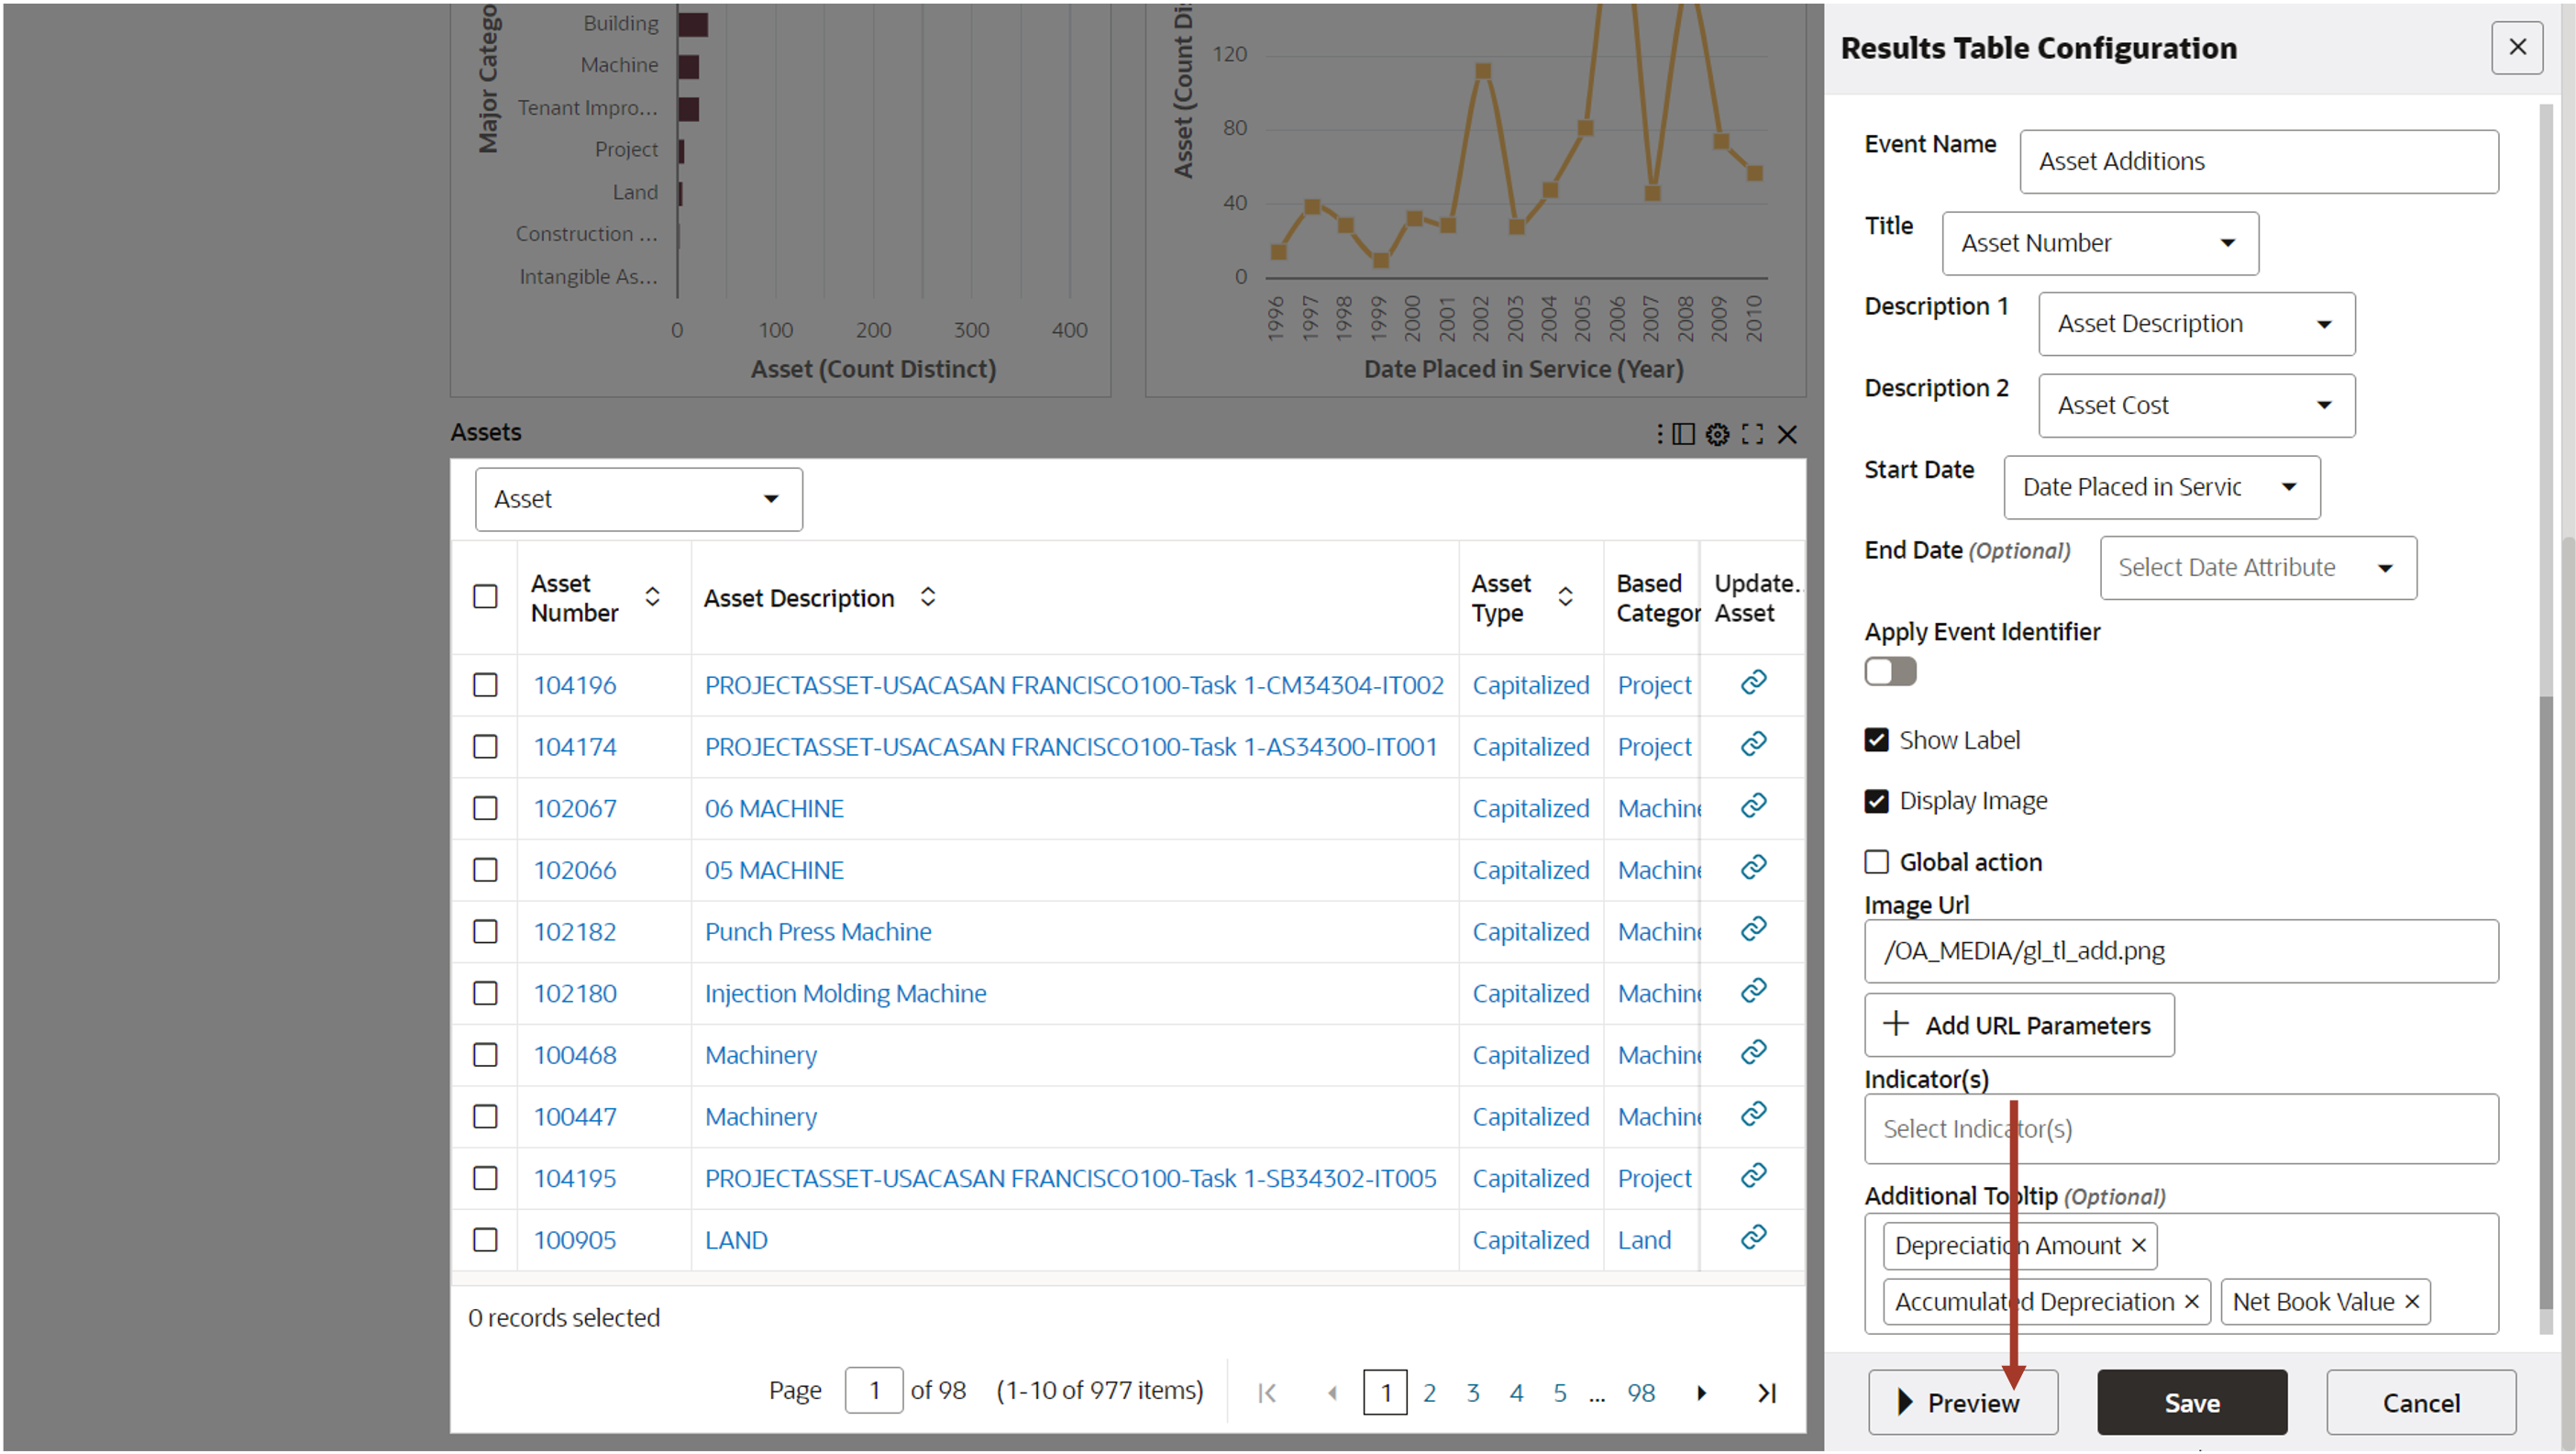 Major Catego
Building
Machine
Tenant Impro...
Project
Land
Construction ...
Intangible As...
0 100 200 300 400
Asset (Count Distinct)
Asset (Count Di
120
80
40
0
1996 1997 1998 1999 2000 2001 2002 2003 2004 2005 2006 2007 2008 2009 2010
Date Placed in Service (Year)
Assets
Asset
Asset Number Asset Description Asset Type Based Categor Update.. Asset
104196 PROJECTASSET-USACASAN FRANCISCO100-Task 1-CM34304-IT002 Capitalized Project
104174 PROJECTASSET-USACASAN FRANCISCO100-Task 1-AS34300-IT001 Capitalized Project
102067 06 MACHINE Capitalized Machine
102066 05 MACHINE Capitalized Machine
102182 Punch Press Machine Capitalized Machine
102180 Injection Molding Machine Capitalized Machine
100468 Machinery Capitalized Machine
100447 Machinery Capitalized Machine
104195 PROJECTASSET-USACASAN FRANCISCO100-Task 1-SB34302-IT005 Capitalized Project
100905 LAND Capitalized Land
0 records selected
Page 1 of 98 (1-10 of 977 items) 1 2 3 4 5 ... 98
Results Table Configuration
Event Name Asset Additions
Title Asset Number
Description 1 Asset Description
Description 2 Asset Cost
Start Date Date Placed in Servic
End Date (Optional) Select Date Attribute
Apply Event Identifier
Show Label
Display Image
Global action
Image Url
/OA_MEDIA/gl_tl_add.png
Add URL Parameters
Indicator(s)
Select Indicator(s)
Additional Tooltip (Optional)
Depreciation Amount
Accumulated Depreciation Net Book Value
Preview Save Cancel